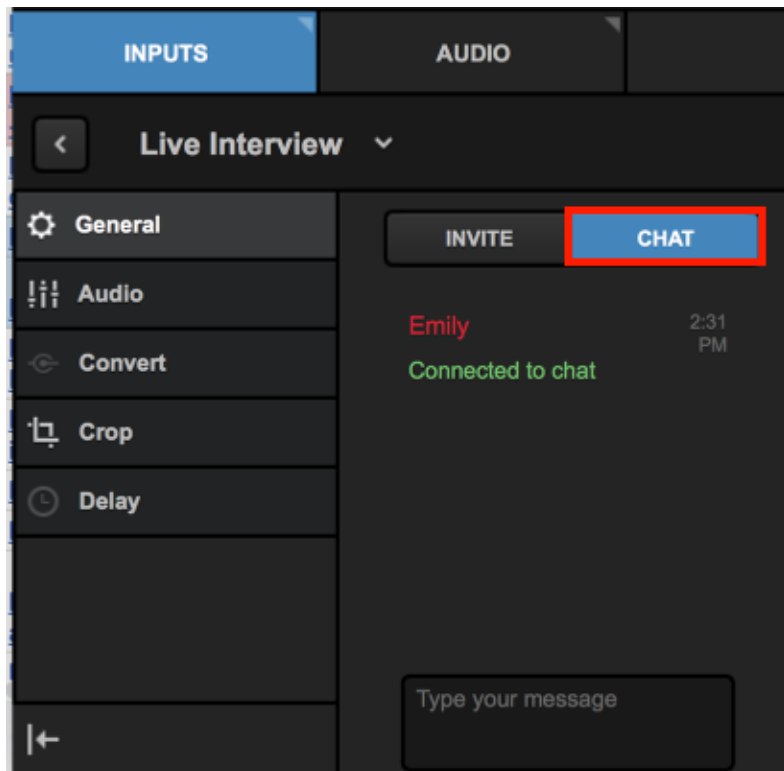 INPUTS
AUDIO
Live Interview
General
Audio
Convert
Crop
Delay
INVITE
CHAT
Emily
2:31
PM
Connected to chat
Type your message